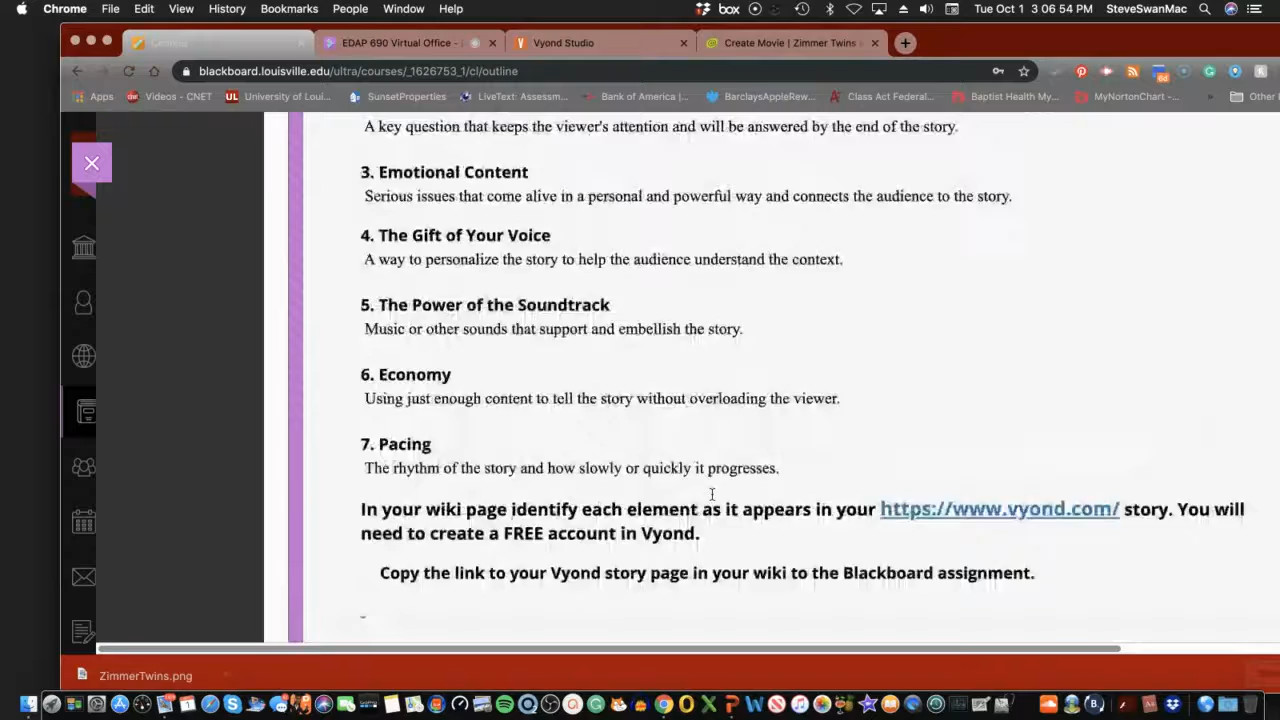 Chrome File Edit View History Bookmarks People Window Help box Tue Oct 1 3:06:54 PM SteveSwanMac
EDAP 690 Virtual Office - Vyond Studio Create Movie | Zimmer Twins
blackboard.louisville.edu/ultra/courses/_1626753_1/cl/outline
Apps Videos - CNET University of Loui... SunsetProperties LiveText: Assessm... Bank of America |... BarclaysAppleRew... Class Act Federal... Baptist Health My... MyNortonChart -... Other
A key question that keeps the viewer's attention and will be answered by the end of the story.
3. Emotional Content
Serious issues that come alive in a personal and powerful way and connects the audience to the story.
4. The Gift of Your Voice
A way to personalize the story to help the audience understand the context.
5. The Power of the Soundtrack
Music or other sounds that support and embellish the story.
6. Economy
Using just enough content to tell the story without overloading the viewer.
7. Pacing
The rhythm of the story and how slowly or quickly it progresses.
In your wiki page identify each element as it appears in your https://www.vyond.com/ story. You will
need to create a FREE account in Vyond.
Copy the link to your Vyond story page in your wiki to the Blackboard assignment.
ZimmerTwins.png